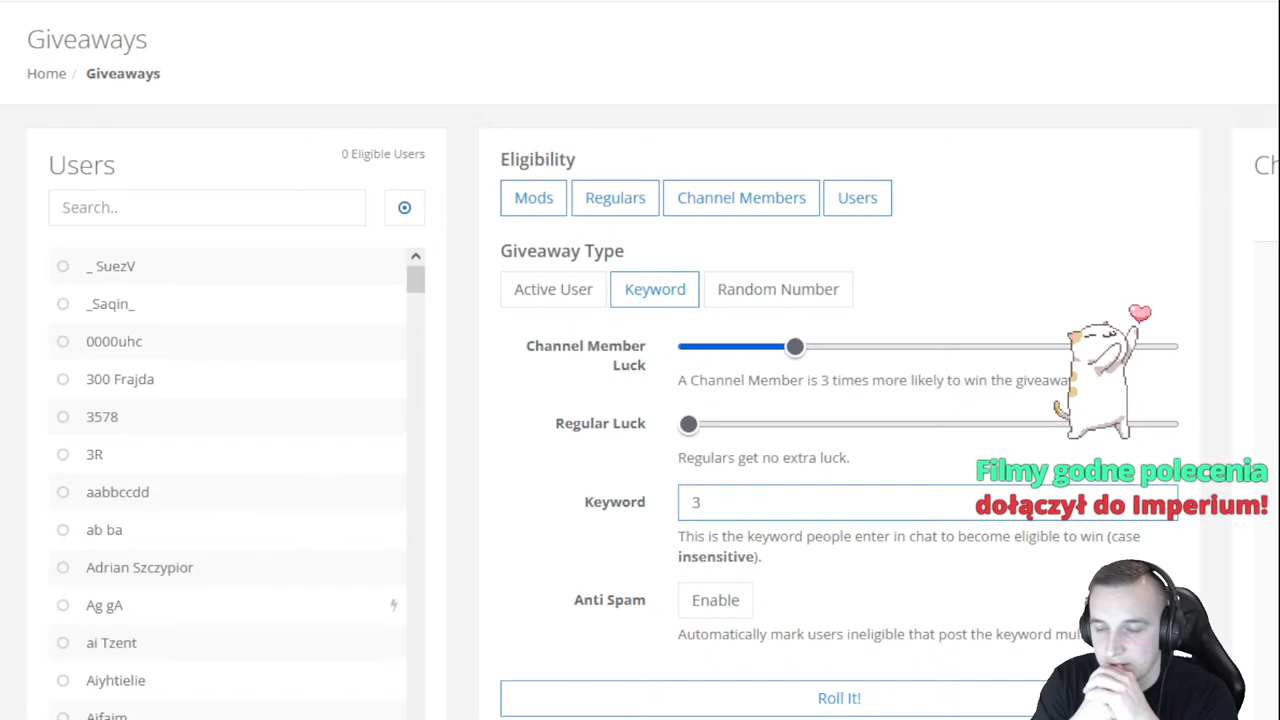 Giveaways
Home / Giveaways
Users
0 Eligible Users
Search..
_ SuezV
_Saqin_
0000uhc
300 Frajda
3578
3R
aabbccdd
ab ba
Adrian Szczypior
Ag gA
ai Tzent
Aiyhtielie
Aifaim
Eligibility
Mods
Regulars
Channel Members
Users
Giveaway Type
Active User
Keyword
Random Number
Channel Member
Luck
A Channel Member is 3 times more likely to win the giveaway
Regular Luck
Regulars get no extra luck.
Keyword
3
This is the keyword people enter in chat to become eligible to win (case
insensitive).
Anti Spam
Enable
Automatically mark users ineligible that post the keyword
Roll It!
Filmy godne polecenia
dołączył do Imperium!